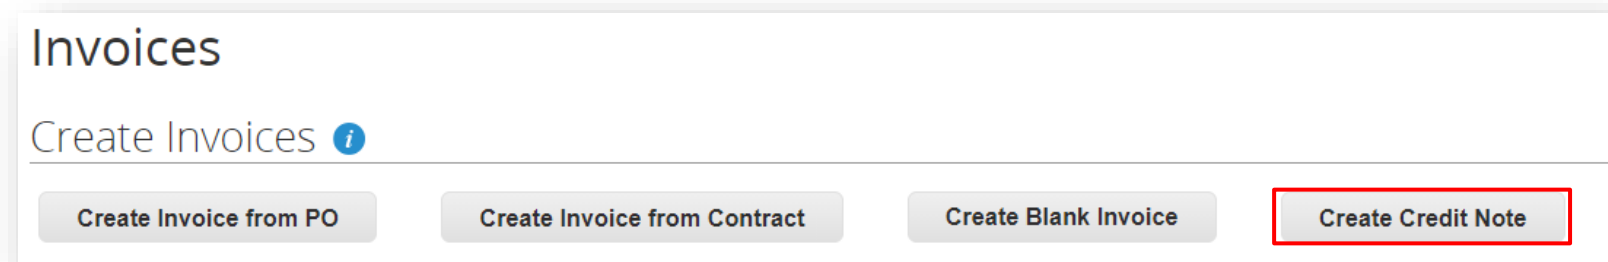 Invoices
Create Invoices i
Create Invoice from PO Create Invoice from Contract Create Blank Invoice Create Credit Note